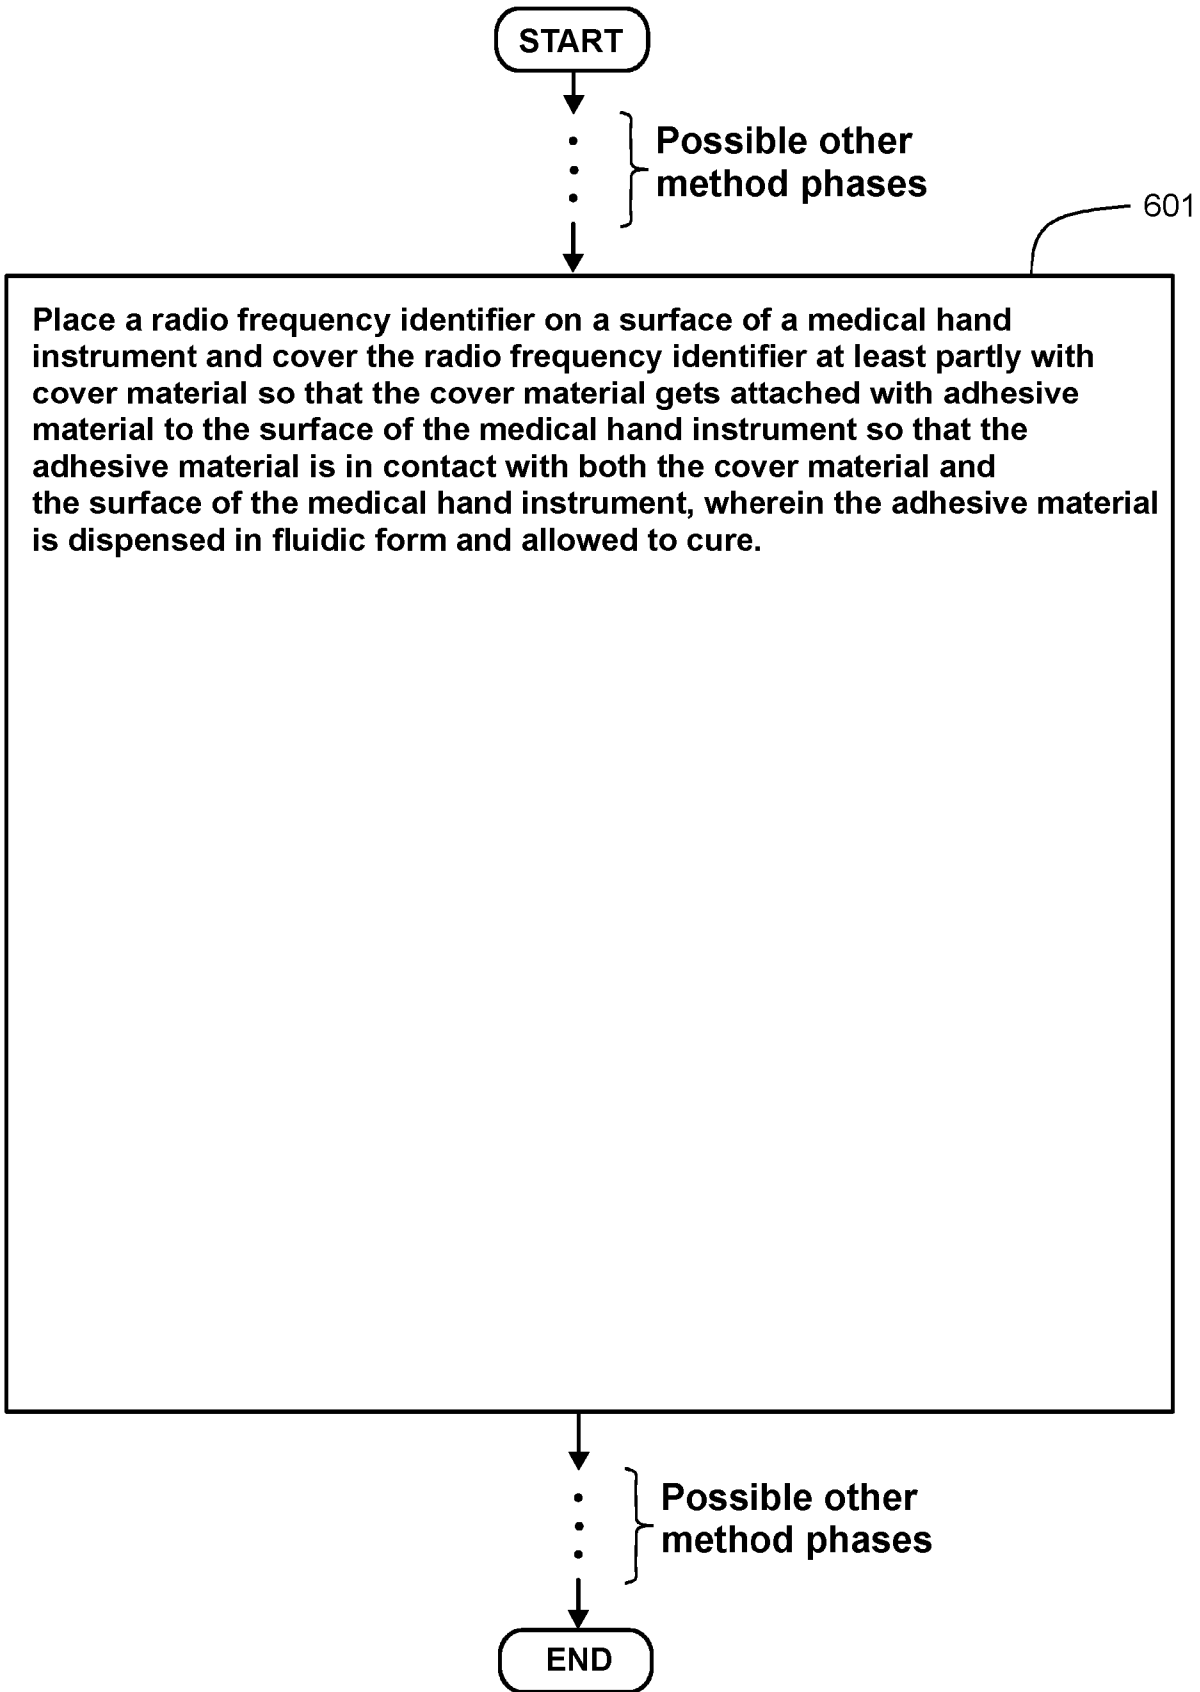 START
Possible other
method phases
601
Place a radio frequency identifier on a surface of a medical hand
instrument and cover the radio frequency identifier at least partly with
cover material so that the cover material gets attached with adhesive
material to the surface of the medical hand instrument so that the
adhesive material is in contact with both the cover material and
the surface of the medical hand instrument, wherein the adhesive material
is dispensed in fluidic form and allowed to cure.
Possible other
method phases
END